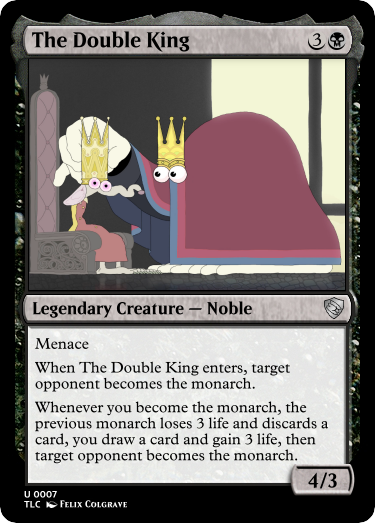 The Double King
3
Legendary Creature — Noble
Menace
When The Double King enters, target
opponent becomes the monarch.
Whenever you become the monarch, the
previous monarch loses 3 life and discards a
card, you draw a card and gain 3 life, then
target opponent becomes the monarch.
4/3
U 0007
TLC Felix Colgrave